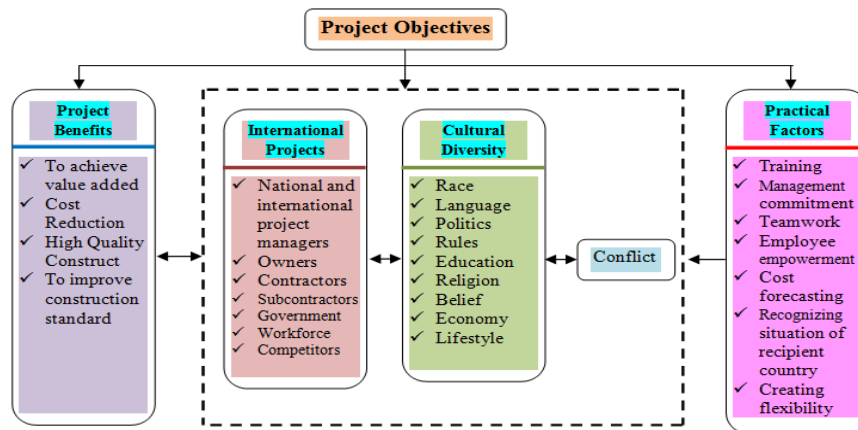 Project Objectives
Project
Benefits
✓ To achieve
value added
✓ Cost
Reduction
✓ High Quality
Construct
✓ To improve
construction
standard
International
Projects
✓ National and
international
project
managers
✓ Owners
✓ Contractors
✓ Subcontractors
✓ Government
✓ Workforce
✓ Competitors
Cultural
Diversity
✓ Race
✓ Language
✓ Politics
✓ Rules
✓ Education
✓ Religion
✓ Belief
✓ Economy
✓ Lifestyle
Conflict
Practical
Factors
✓ Training
✓ Management
commitment
✓ Teamwork
✓ Employee
empowerment
✓ Cost
forecasting
✓ Recognizing
situation of
recipient
country
✓ Creating
flexibility